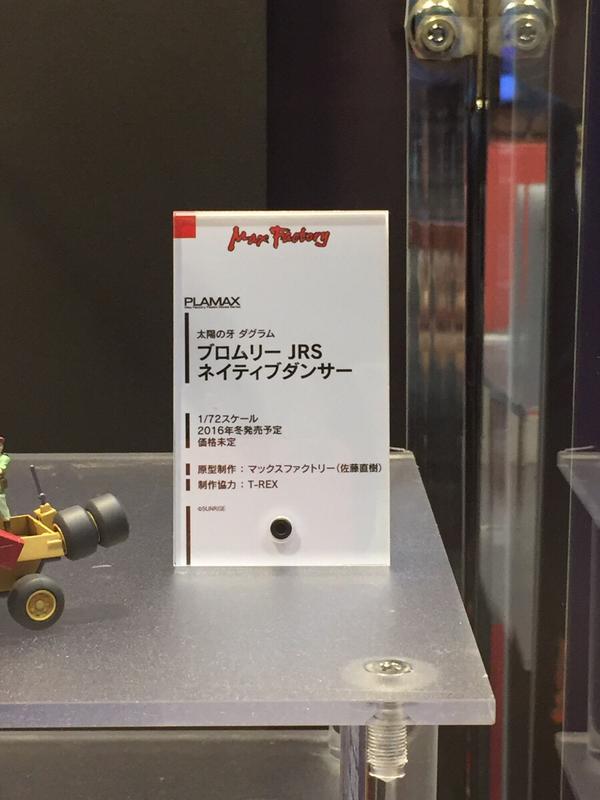 Max Factory
PLAMAX
太陽の牙 ダグラム
ブロムリー JRS
ネイティブダンサー
1/72スケール
2016年冬発売予定
価格未定
原型制作：マックスファクトリー（佐藤直樹）
制作協力：T-REX
©SUNRISE